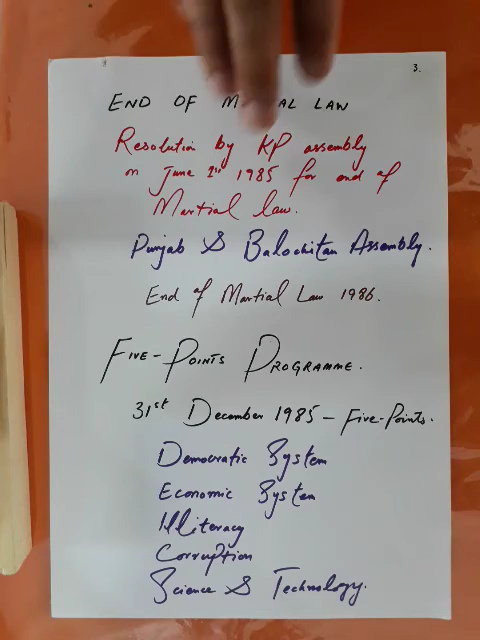 3.
END OF MARTIAL LAW
Resolution by KP assembly
on June 2nd 1985 for end of
Martial law.
Punjab & Balochitan Assembly.
End of Martial Law 1986.
FIVE-POINTS PROGRAMME.
31st December 1985 – Five-Points.
Democratic System
Economic System
Illiteracy
Corruption
Science & Technology.